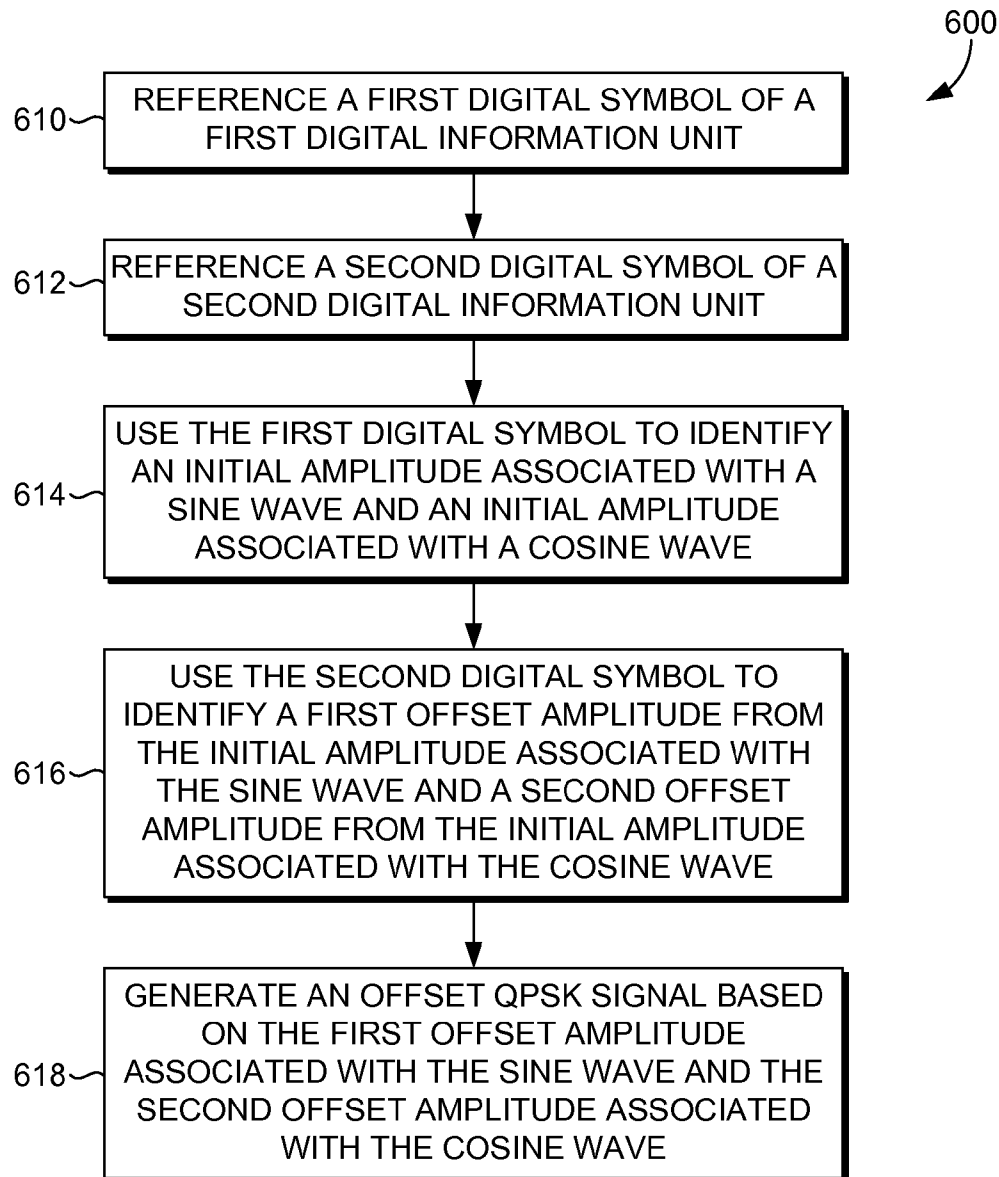 600
610
REFERENCE A FIRST DIGITAL SYMBOL OF A
FIRST DIGITAL INFORMATION UNIT
612
REFERENCE A SECOND DIGITAL SYMBOL OF A
SECOND DIGITAL INFORMATION UNIT
614
USE THE FIRST DIGITAL SYMBOL TO IDENTIFY
AN INITIAL AMPLITUDE ASSOCIATED WITH A
SINE WAVE AND AN INITIAL AMPLITUDE
ASSOCIATED WITH A COSINE WAVE
616
USE THE SECOND DIGITAL SYMBOL TO
IDENTIFY A FIRST OFFSET AMPLITUDE FROM
THE INITIAL AMPLITUDE ASSOCIATED WITH
THE SINE WAVE AND A SECOND OFFSET
AMPLITUDE FROM THE INITIAL AMPLITUDE
ASSOCIATED WITH THE COSINE WAVE
618
GENERATE AN OFFSET QPSK SIGNAL BASED
ON THE FIRST OFFSET AMPLITUDE
ASSOCIATED WITH THE SINE WAVE AND THE
SECOND OFFSET AMPLITUDE ASSOCIATED
WITH THE COSINE WAVE